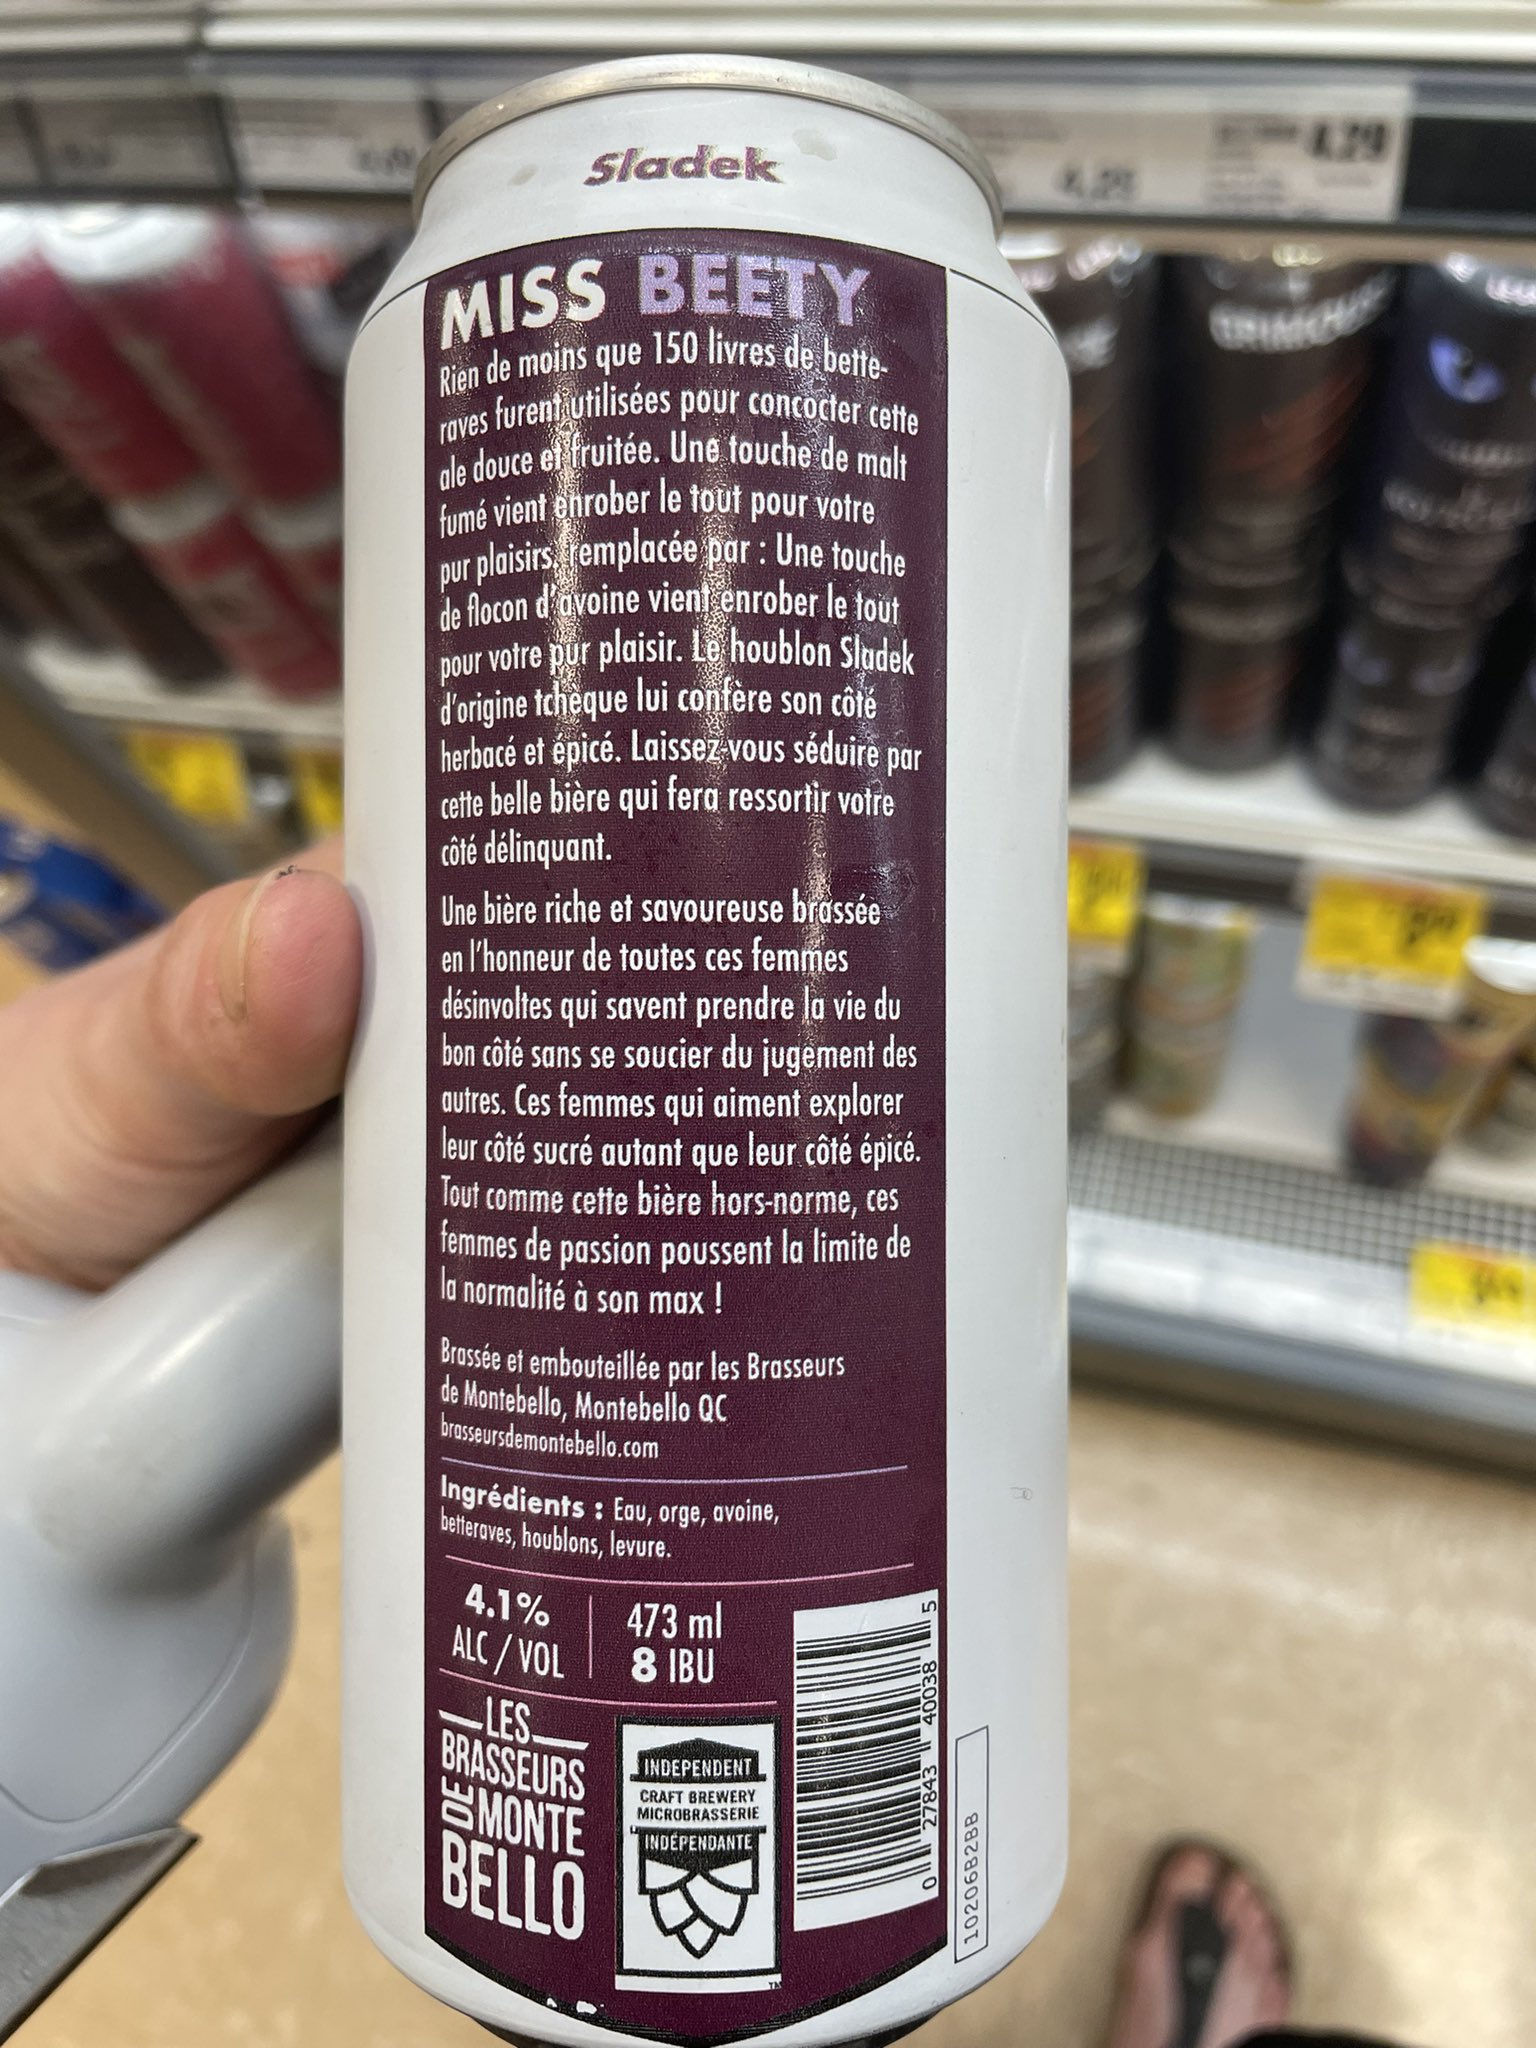 Sladek
MISS BEETY
Rien de moins que 150 livres de bette-
raves furent utilisées pour concocter cette
ale douce et fruitée. Une touche de malt
fumé vient enrober le tout pour votre
pur plaisirs, remplacée par : Une touche
de flocon d'avoine vient enrober le tout
pour votre pur plaisir. Le houblon Sladek
d'origine tchèque lui confère son côté
herbacé et épicé. Laissez-vous séduire par
cette belle bière qui fera ressortir votre
côté délinquant.
Une bière riche et savoureuse brassée
en l'honneur de toutes ces femmes
désinvoltes qui savent prendre la vie du
bon côté sans se soucier du jugement des
autres. Ces femmes qui aiment explorer
leur côté sucré autant que leur côté épicé.
Tout comme cette bière hors-norme, ces
femmes de passion poussent la limite de
la normalité à son max !
Brassée et embouteillée par les Brasseurs
de Montebello, Montebello QC
brasseursdemontebello.com
Ingrédients : Eau, orge, avoine,
betteraves, houblons, levure.
4.1%
ALC / VOL
473 ml
8 IBU
LES
BRASSEURS
DE MONTE
BELLO
INDEPENDENT
CRAFT BREWERY
MICROBRASSERIE
INDÉPENDANTE
TM
0 27843 40038 5
10206B2BB
4.29
4.29